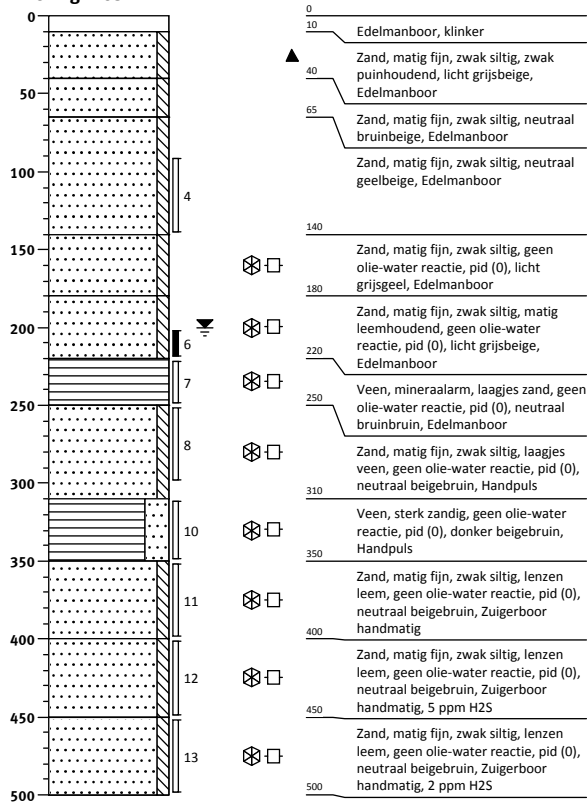 0
50
100
150
200
250
300
350
400
450
500
4
6
7
8
10
11
12
13
0
10
Edelmanboor, klinker
Zand, matig fijn, zwak siltig, zwak
puinhoudend, licht grijsbeige,
Edelmanboor
40
65
Zand, matig fijn, zwak siltig, neutraal
bruinbeige, Edelmanboor
Zand, matig fijn, zwak siltig, neutraal
geelbeige, Edelmanboor
140
Zand, matig fijn, zwak siltig, geen
olie-water reactie, pid (0), licht
grijsgeel, Edelmanboor
180
Zand, matig fijn, zwak siltig, matig
leemhoudend, geen olie-water
reactie, pid (0), licht grijsbeige,
Edelmanboor
220
Veen, mineraalarm, laagjes zand, geen
olie-water reactie, pid (0), neutraal
bruinbruin, Edelmanboor
250
Zand, matig fijn, zwak siltig, laagjes
veen, geen olie-water reactie, pid (0),
neutraal beigebruin, Handpuls
310
Veen, sterk zandig, geen olie-water
reactie, pid (0), donker beigebruin,
Handpuls
350
Zand, matig fijn, zwak siltig, lenzen
leem, geen olie-water reactie, pid (0),
neutraal beigebruin, Zuigerboor
handmatig
400
Zand, matig fijn, zwak siltig, lenzen
leem, geen olie-water reactie, pid (0),
neutraal beigebruin, Zuigerboor
handmatig, 5 ppm H2S
450
Zand, matig fijn, zwak siltig, lenzen
leem, geen olie-water reactie, pid (0),
neutraal beigebruin, Zuigerboor
handmatig, 2 ppm H2S
500